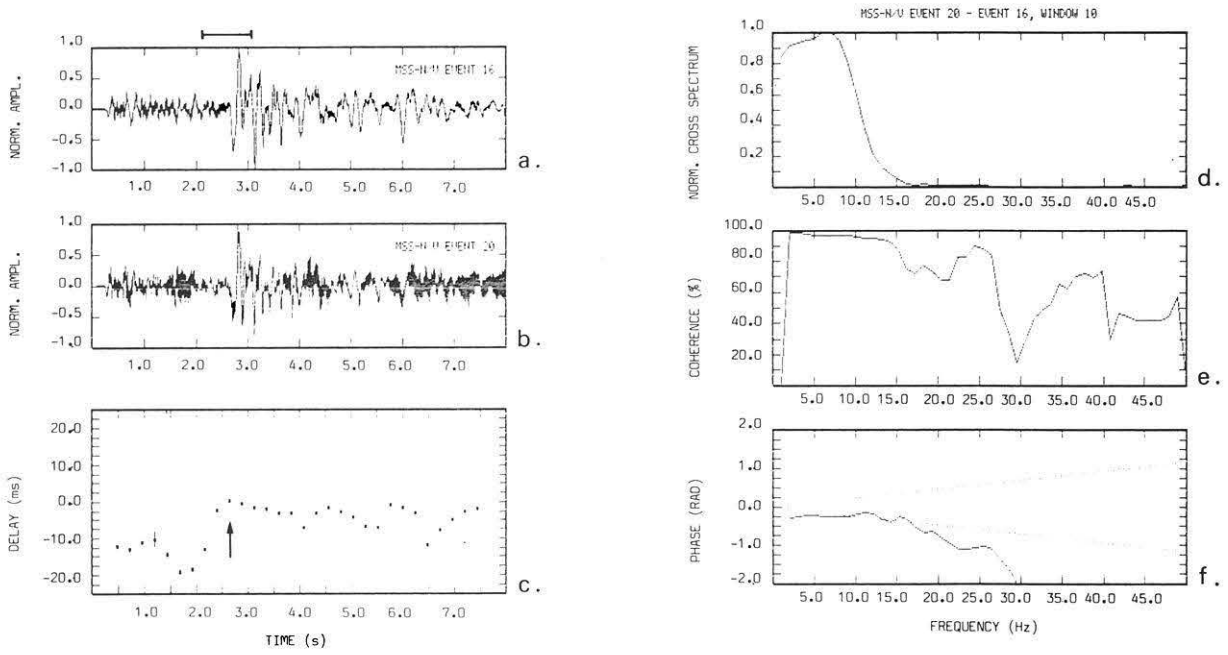 1.0
0.5
0.0
-0.5
-1.0
NORM. AMPL.
MSS-N/V EVENT 16
1.0 2.0 3.0 4.0 5.0 6.0 7.0
a.
1.0
0.5
0.0
-0.5
-1.0
NORM. AMPL.
MSS-N/V EVENT 20
1.0 2.0 3.0 4.0 5.0 6.0 7.0
b.
20.0
10.0
0.0
-10.0
-20.0
DELAY (ms)
1.0 2.0 3.0 4.0 5.0 6.0 7.0
c.
TIME (s)
MSS-N/V EVENT 20 - EVENT 16, WINDOW 10
1.0
0.8
0.6
0.4
0.2
NORM. CROSS SPECTRUM
5.0 10.0 15.0 20.0 25.0 30.0 35.0 40.0 45.0
d.
100.0
80.0
60.0
40.0
20.0
COHERENCE (%)
5.0 10.0 15.0 20.0 25.0 30.0 35.0 40.0 45.0
e.
2.0
1.0
0.0
-1.0
-2.0
PHASE (RAD)
5.0 10.0 15.0 20.0 25.0 30.0 35.0 40.0 45.0
f.
FREQUENCY (Hz)